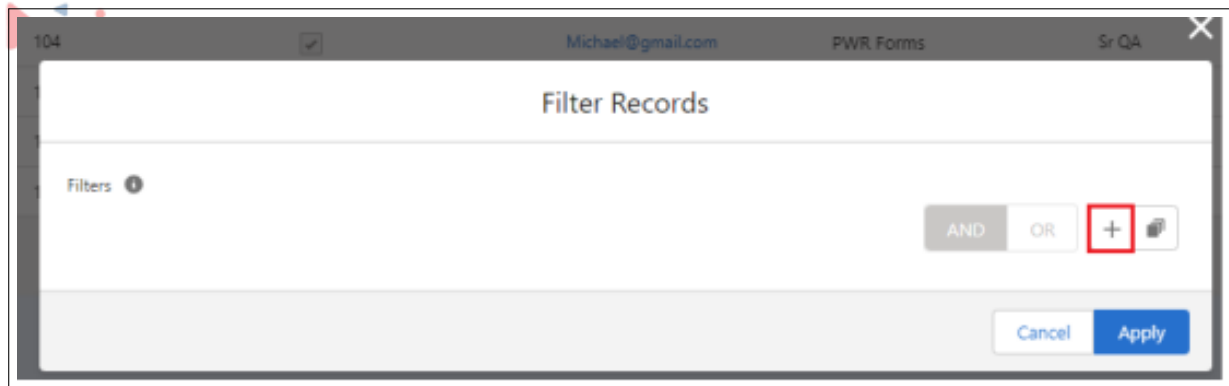 104 Michael@gmail.com PWR Forms Sr QA
Filter Records
Filters
AND OR
Cancel Apply